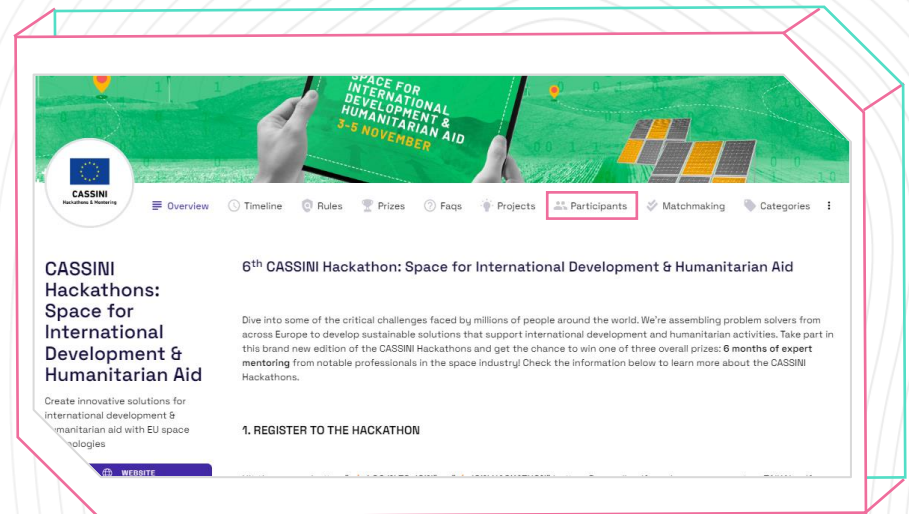 SPACE FOR
INTERNATIONAL
DEVELOPMENT &
HUMANITARIAN AID
3-5 NOVEMBER
CASSINI
Hackathons & Mentoring
Overview
Timeline
Rules
Prizes
Faqs
Projects
Participants
Matchmaking
Categories
CASSINI
Hackathons:
Space for
International
Development &
Humanitarian Aid
Create innovative solutions for
international development &
humanitarian aid with EU space
WEBSITE
6th CASSINI Hackathon: Space for International Development & Humanitarian Aid
Dive into some of the critical challenges faced by millions of people around the world. We're assembling problem solvers from
across Europe to develop sustainable solutions that support international development and humanitarian activities. Take part in
this brand new edition of the CASSINI Hackathons and get the chance to win one of three overall prizes: 6 months of expert
mentoring from notable professionals in the space industry! Check the information below to learn more about the CASSINI
Hackathons.
1. REGISTER TO THE HACKATHON